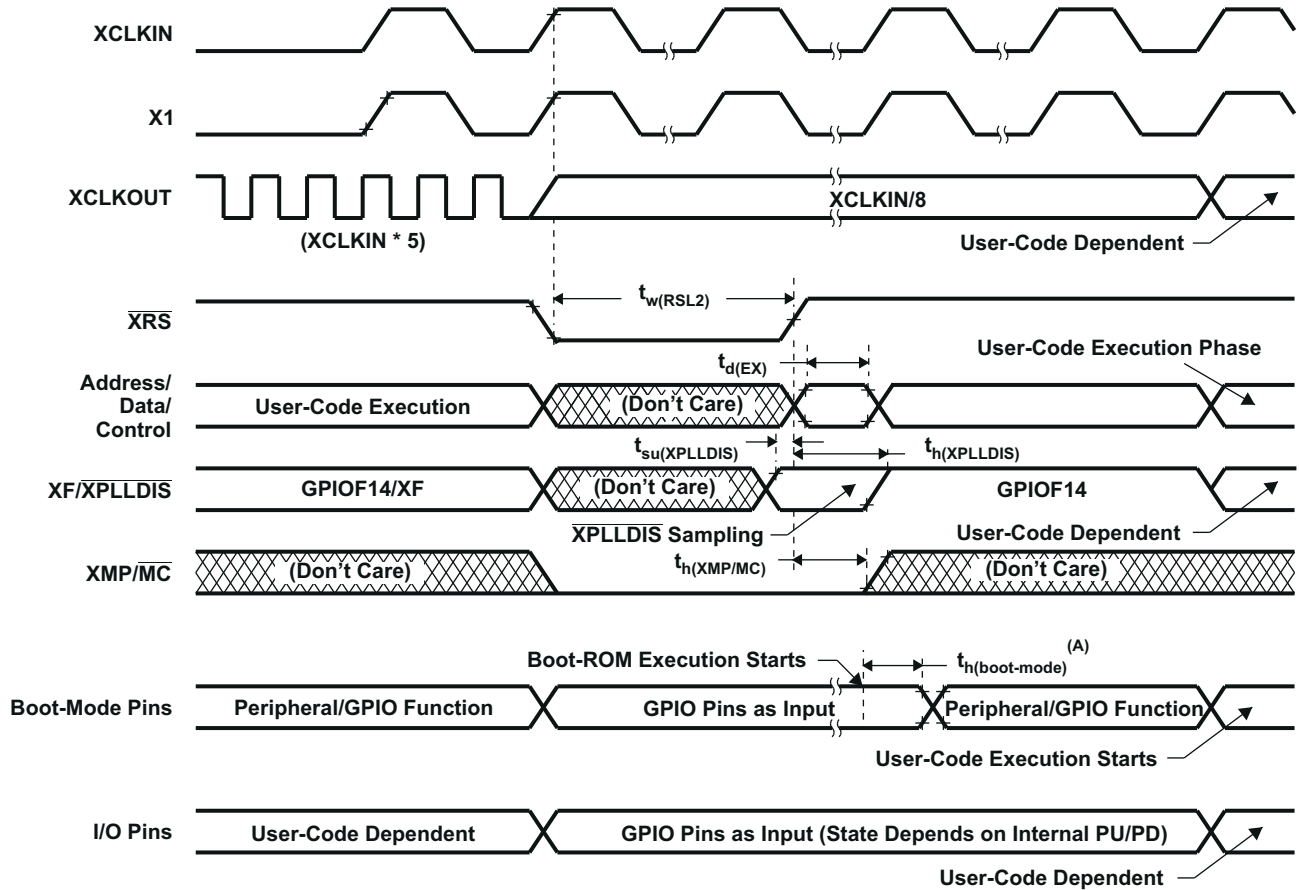 XCLKIN
X1
XCLKOUT
XCLKIN/8
(XCLKIN * 5)
User-Code Dependent
XRS
tw(RSL2)
User-Code Execution Phase
td(EX)
Address/
Data/
Control
User-Code Execution
(Don't Care)
tsu(XPLLDIS)
th(XPLLDIS)
XF/XPLLDIS
GPIOF14/XF
(Don't Care)
GPIOF14
XPLLDIS Sampling
User-Code Dependent
XMP/MC
(Don't Care)
th(XMP/MC)
(Don't Care)
Boot-ROM Execution Starts
th(boot-mode)(A)
Boot-Mode Pins
Peripheral/GPIO Function
GPIO Pins as Input
Peripheral/GPIO Function
User-Code Execution Starts
I/O Pins
User-Code Dependent
GPIO Pins as Input (State Depends on Internal PU/PD)
User-Code Dependent